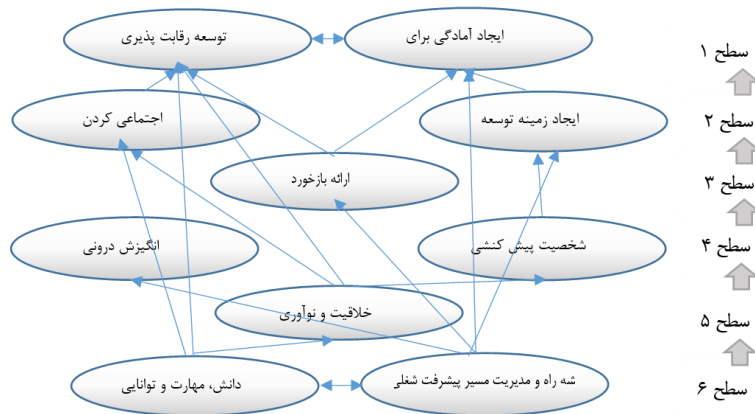 توسعه رقابت پذیری
ایجاد آمادگی برای
سطح ۱
اجتماعی کردن
ایجاد زمینه توسعه
سطح ۲
ارائه بازخورد
سطح ۳
انگیزش درونی
شخصیت پیش کنشی
سطح ۴
خلاقیت و نوآوری
سطح ۵
دانش، مهارت و توانایی
شه راه و مدیریت مسیر پیشرفت شغلی
سطح ۶